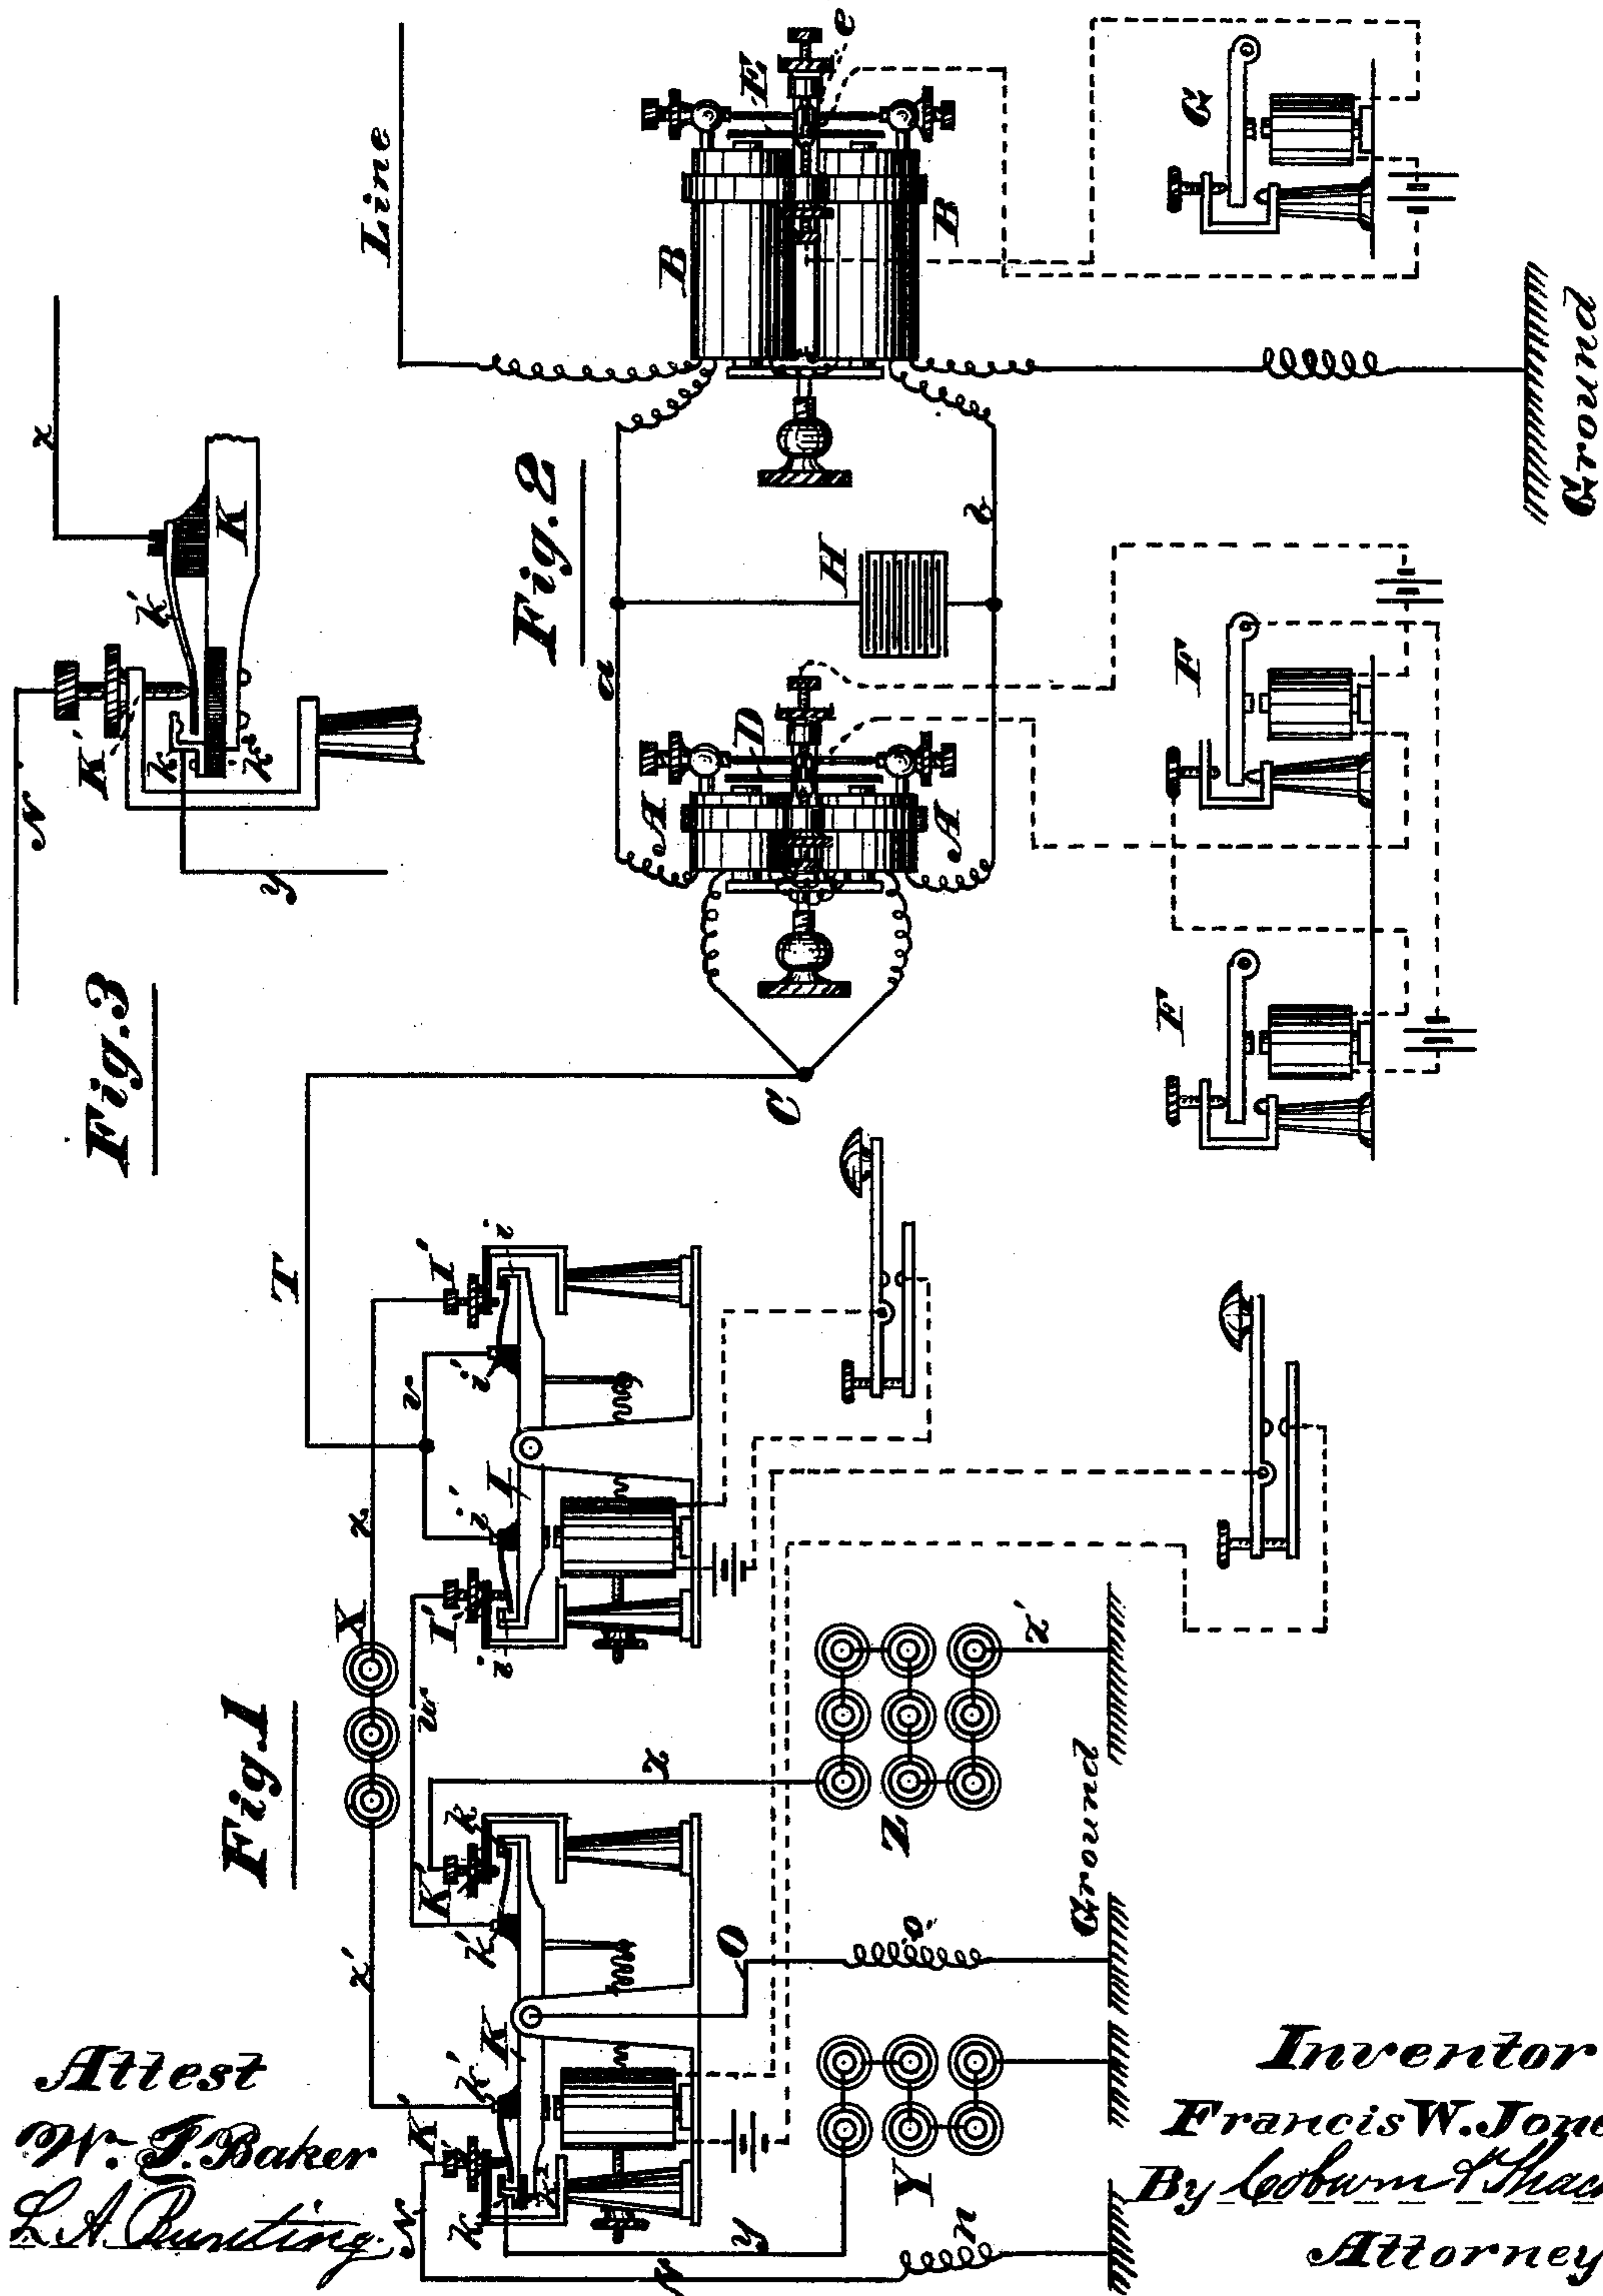 Fig.1
Fig.2
Fig.3
Line
Ground
Ground
N
K'
k
k'
k²
K
x
y
B
B
E
e
G
a
b
H
A
A
D
F
F
C
T
X
x
x'
v
w
I'
I'
I
i
i
i'
i'
z
Z
z'
K'
K'
K
k
k
k'
k'
O
o
Y
y
N
N
n
Attest
W. F. Baker
L A Bunting
Inventor
Francis W. Jone
By Coburn & Thac
Attorney